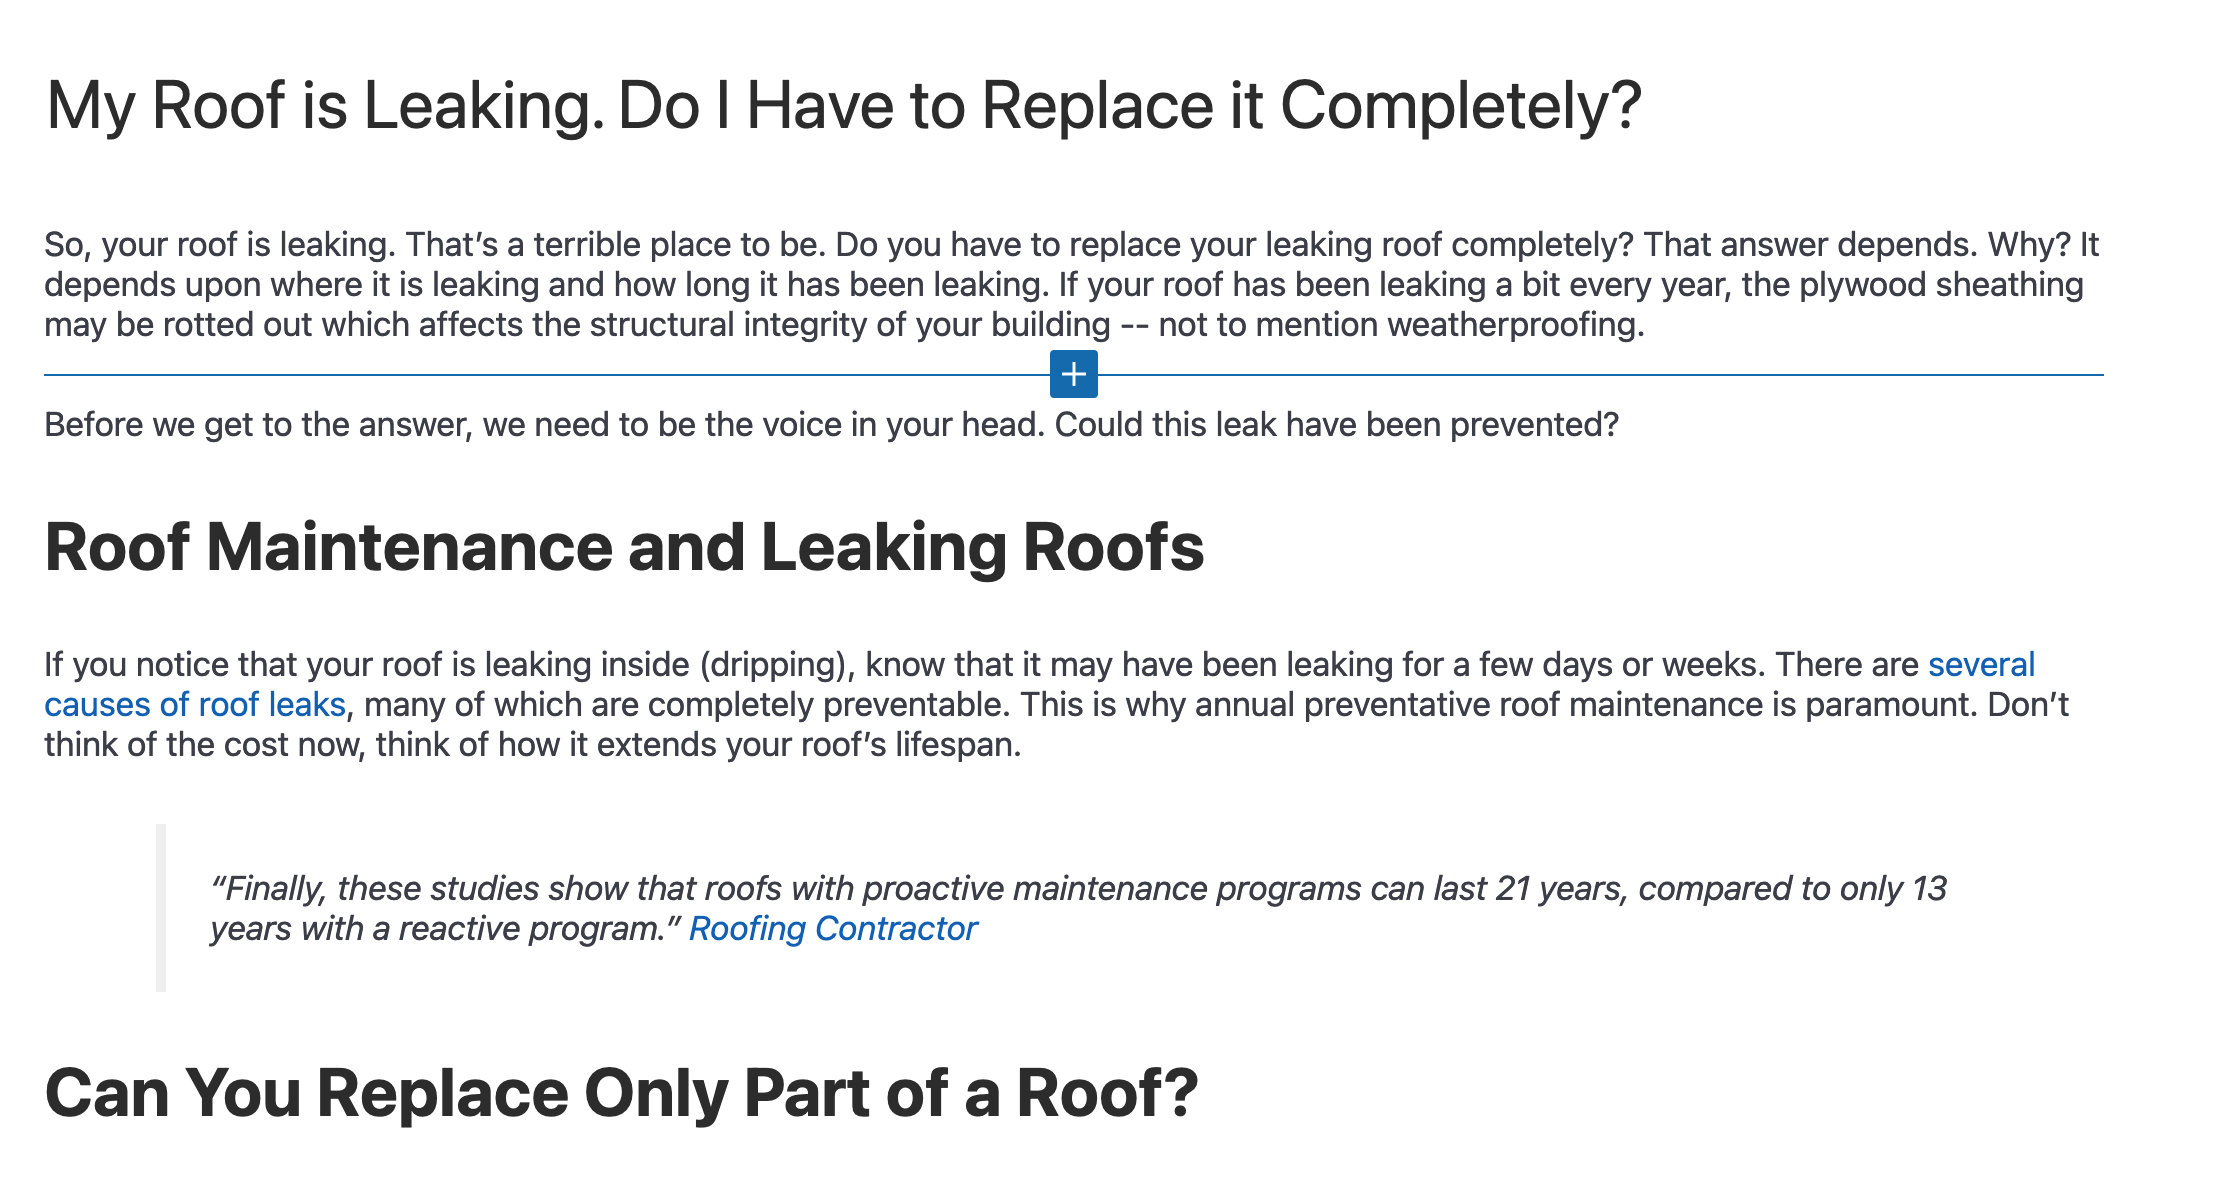 My Roof is Leaking. Do I Have to Replace it Completely?
So, your roof is leaking. That’s a terrible place to be. Do you have to replace your leaking roof completely? That answer depends. Why? It
depends upon where it is leaking and how long it has been leaking. If your roof has been leaking a bit every year, the plywood sheathing
may be rotted out which affects the structural integrity of your building -- not to mention weatherproofing.
Before we get to the answer, we need to be the voice in your head. Could this leak have been prevented?
Roof Maintenance and Leaking Roofs
If you notice that your roof is leaking inside (dripping), know that it may have been leaking for a few days or weeks. There are several
causes of roof leaks, many of which are completely preventable. This is why annual preventative roof maintenance is paramount. Don’t
think of the cost now, think of how it extends your roof’s lifespan.
“Finally, these studies show that roofs with proactive maintenance programs can last 21 years, compared to only 13
years with a reactive program.” Roofing Contractor
Can You Replace Only Part of a Roof?